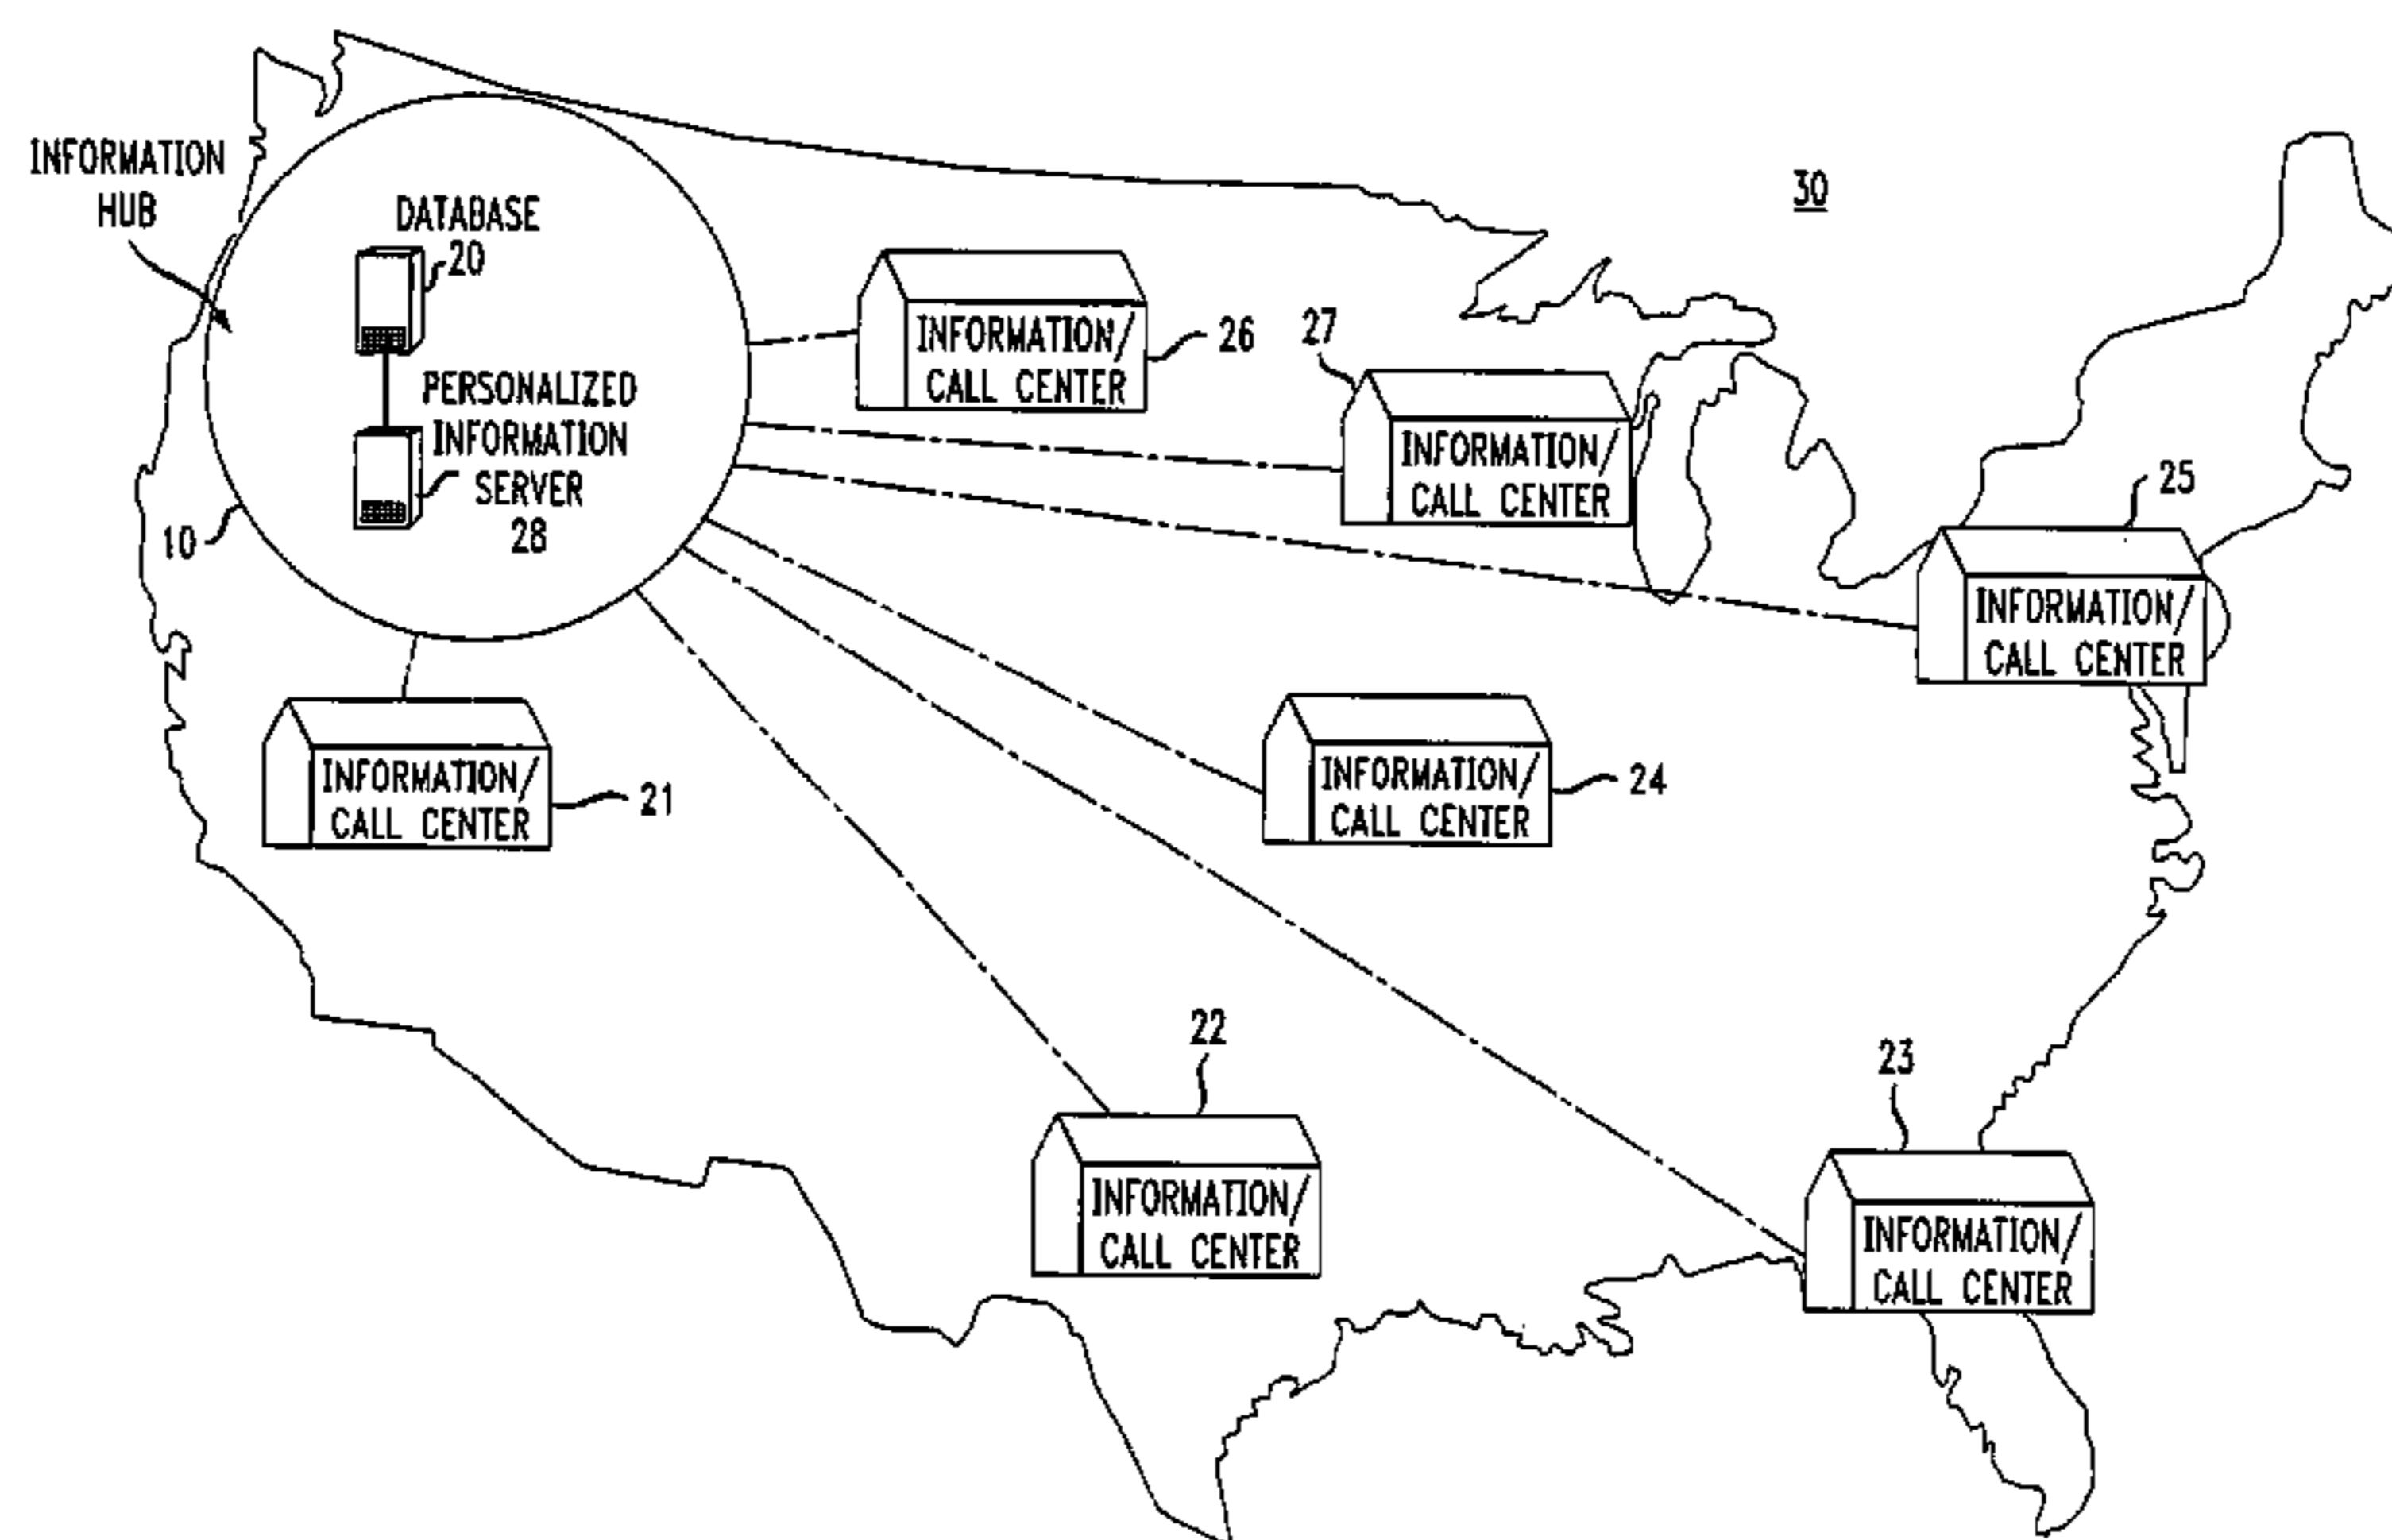 INFORMATION
HUB
DATABASE
20
PERSONALIZED
INFORMATION
SERVER
28
10
30
INFORMATION/
CALL CENTER
26
27
INFORMATION/
CALL CENTER
25
INFORMATION/
CALL CENTER
INFORMATION/
CALL CENTER
21
INFORMATION/
CALL CENTER
24
22
INFORMATION/
CALL CENTER
23
INFORMATION/
CALL CENTER